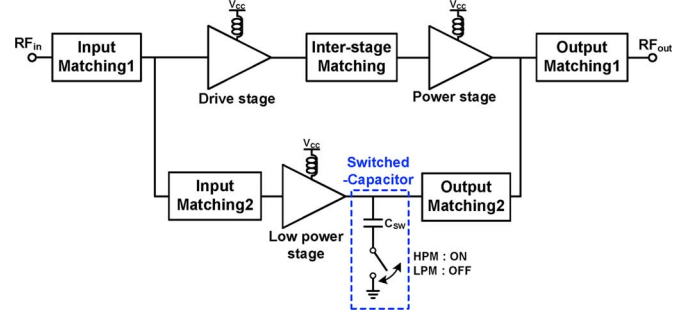 Vcc
Vcc
RFin
Input
Matching1
Drive stage
Inter-stage
Matching
Power stage
Output
Matching1
RFout
Vcc
Input
Matching2
Low power
stage
Switched
-Capacitor
CSW
HPM : ON
LPM : OFF
Output
Matching2